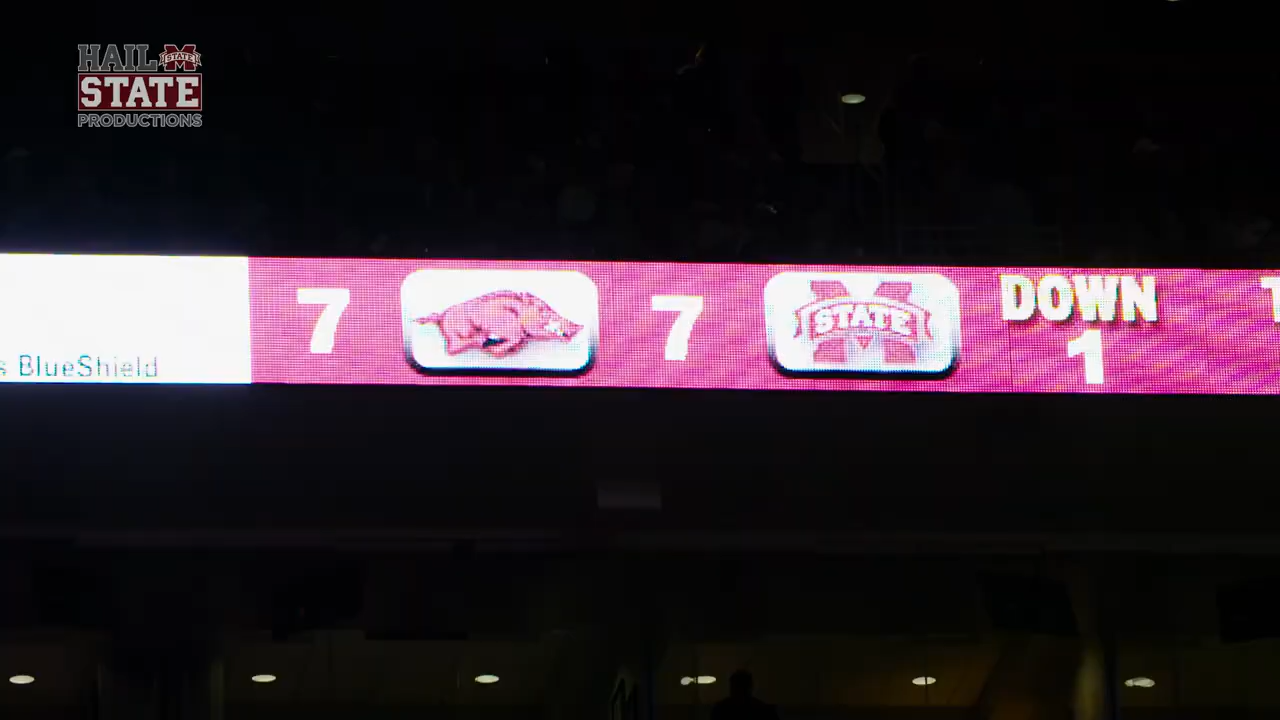 HAIL STATE
STATE
PRODUCTIONS
s BlueShield
7
7
STATE
DOWN
1